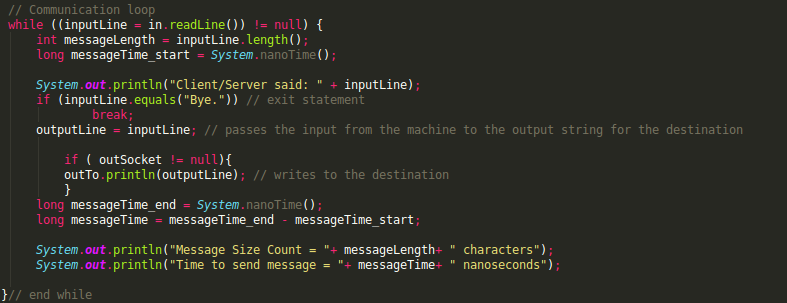 // Communication loop
while ((inputLine = in.readLine()) != null) {
int messageLength = inputLine.length();
long messageTime_start = System.nanoTime();
System.out.println("Client/Server said: " + inputLine);
if (inputLine.equals("Bye.")) // exit statement
break;
outputLine = inputLine; // passes the input from the machine to the output string for the destination
if ( outSocket != null){
outTo.println(outputLine); // writes to the destination
}
long messageTime_end = System.nanoTime();
long messageTime = messageTime_end - messageTime_start;
System.out.println("Message Size Count = "+ messageLength+ " characters");
System.out.println("Time to send message = "+ messageTime+ " nanoseconds");
}// end while